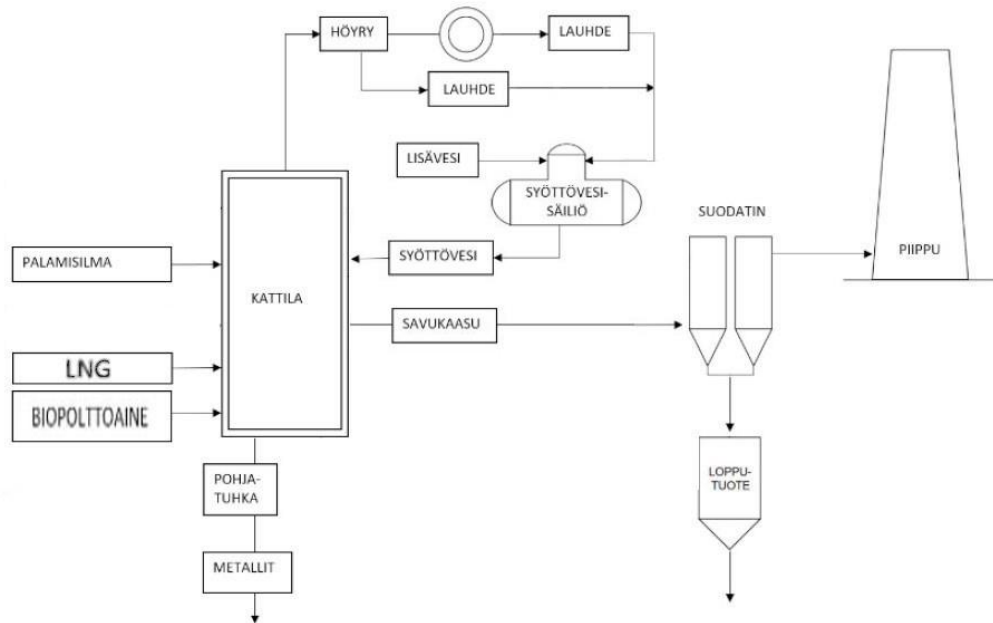 HÖYRY
LAUHDE
LAUHDE
LISÄVESI
SYÖTTÖVESI-
SÄILIÖ
SUODATIN
PALAMISILMA
SYÖTTÖVESI
PIIPPU
KATTILA
SAVUKAASU
LNG
BIOPOLTTOAINE
POHJA-
TUHKA
LOPPU-
TUOTE
METALLIT